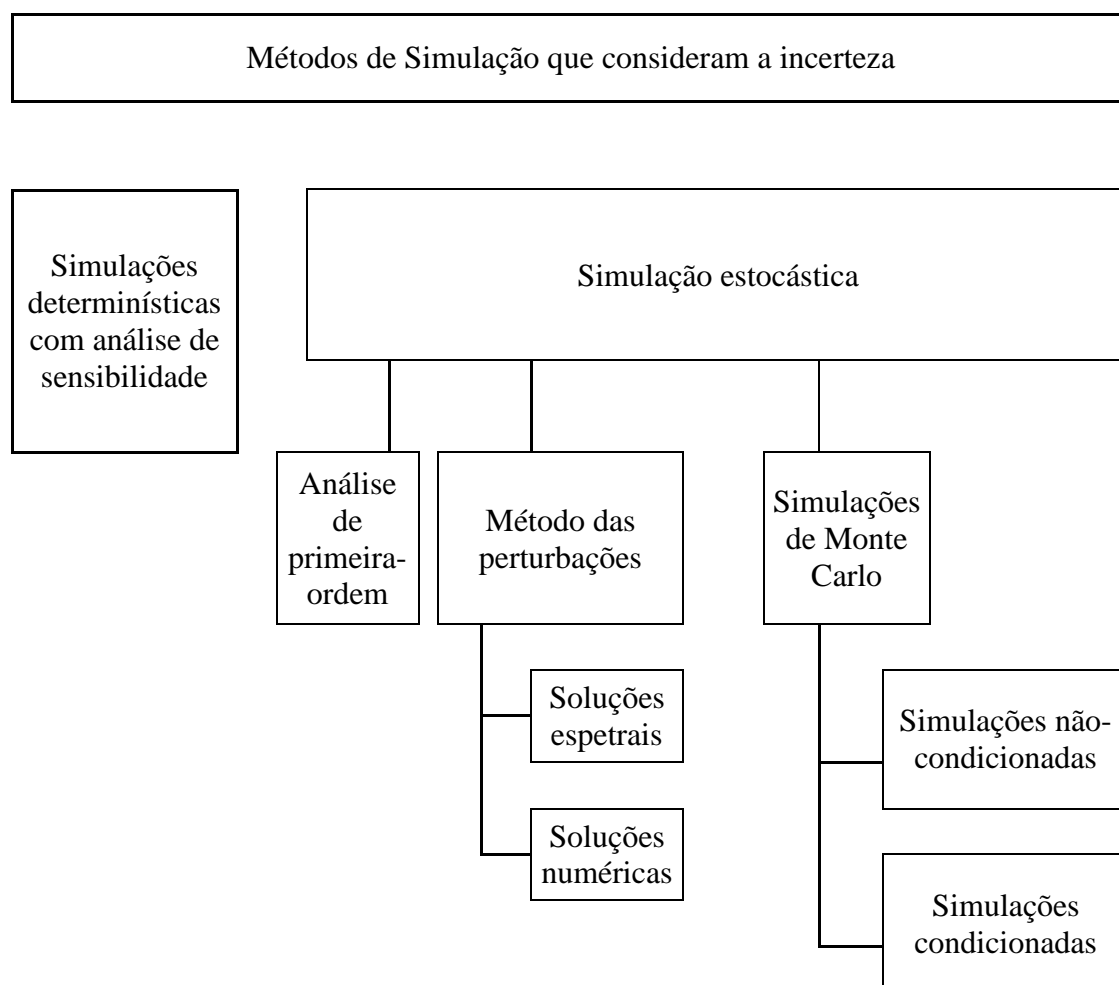 Métodos de Simulação que consideram a incerteza
Simulações
determinísticas
com análise de
sensibilidade
Simulação estocástica
Análise
de
primeira-
ordem
Método das
perturbações
Simulações
de Monte
Carlo
Soluções
espetrais
Soluções
numéricas
Simulações não-
condicionadas
Simulações
condicionadas